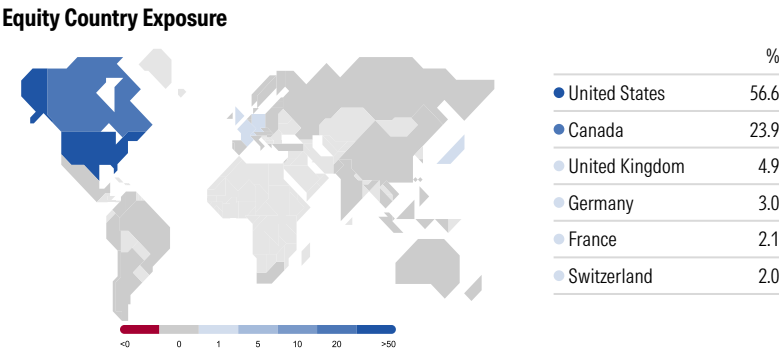 Equity Country Exposure
%
United States 56.6
Canada 23.9
United Kingdom 4.9
Germany 3.0
France 2.1
Switzerland 2.0
<0 0 1 5 10 20 >50